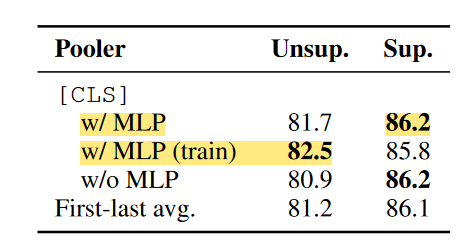 Pooler Unsup. Sup.
[CLS]
w/ MLP 81.7 86.2
w/ MLP (train) 82.5 85.8
w/o MLP 80.9 86.2
First-last avg. 81.2 86.1